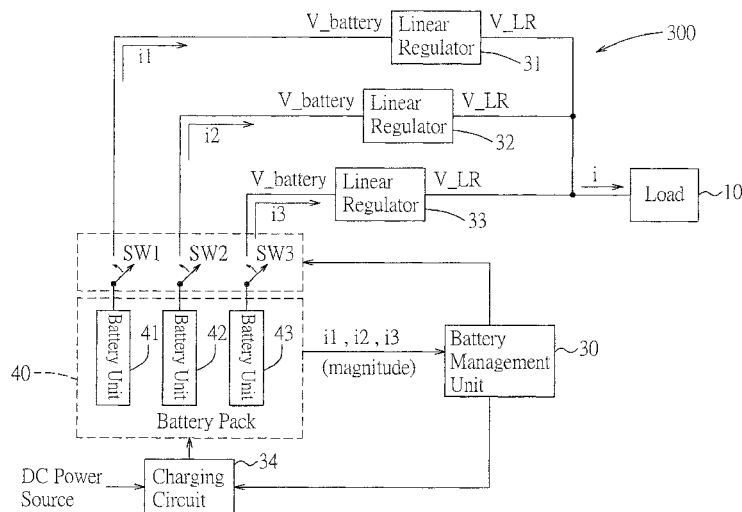 V_battery
Linear
Regulator
V_LR
300
i1
31
V_battery
Linear
Regulator
V_LR
i2
32
V_battery
Linear
Regulator
V_LR
i
Load
10
i3
33
SW1
SW2
SW3
Battery Unit
41
Battery Unit
42
Battery Unit
43
40
i1 , i2 , i3
(magnitude)
Battery
Management
Unit
30
Battery Pack
34
DC Power
Source
Charging
Circuit